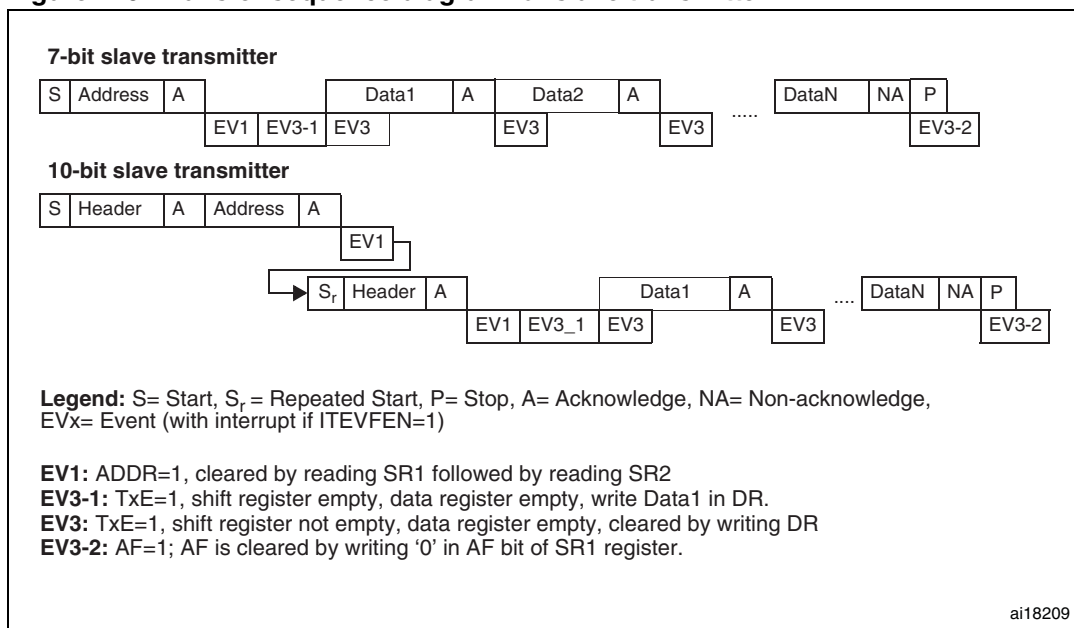 7-bit slave transmitter
S Address A Data1 A Data2 A ..... DataN NA P
EV1 EV3-1 EV3 EV3 EV3 EV3-2
10-bit slave transmitter
S Header A Address A
EV1
Sr Header A Data1 A .... DataN NA P
EV1 EV3_1 EV3 EV3 EV3-2
Legend: S= Start, Sr = Repeated Start, P= Stop, A= Acknowledge, NA= Non-acknowledge,
EVx= Event (with interrupt if ITEVFEN=1)
EV1: ADDR=1, cleared by reading SR1 followed by reading SR2
EV3-1: TxE=1, shift register empty, data register empty, write Data1 in DR.
EV3: TxE=1, shift register not empty, data register empty, cleared by writing DR
EV3-2: AF=1; AF is cleared by writing ‘0’ in AF bit of SR1 register.
ai18209